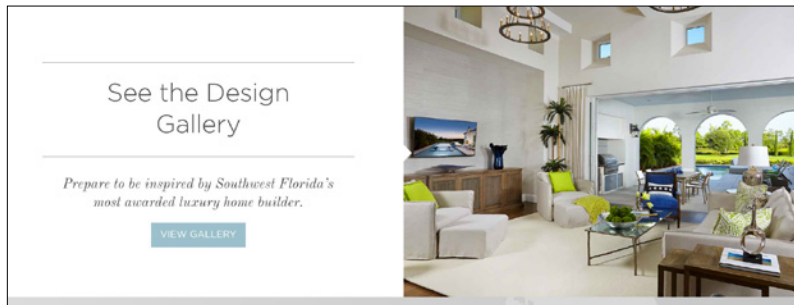 See the Design
Gallery
Prepare to be inspired by Southwest Florida's
most awarded luxury home builder.
VIEW GALLERY